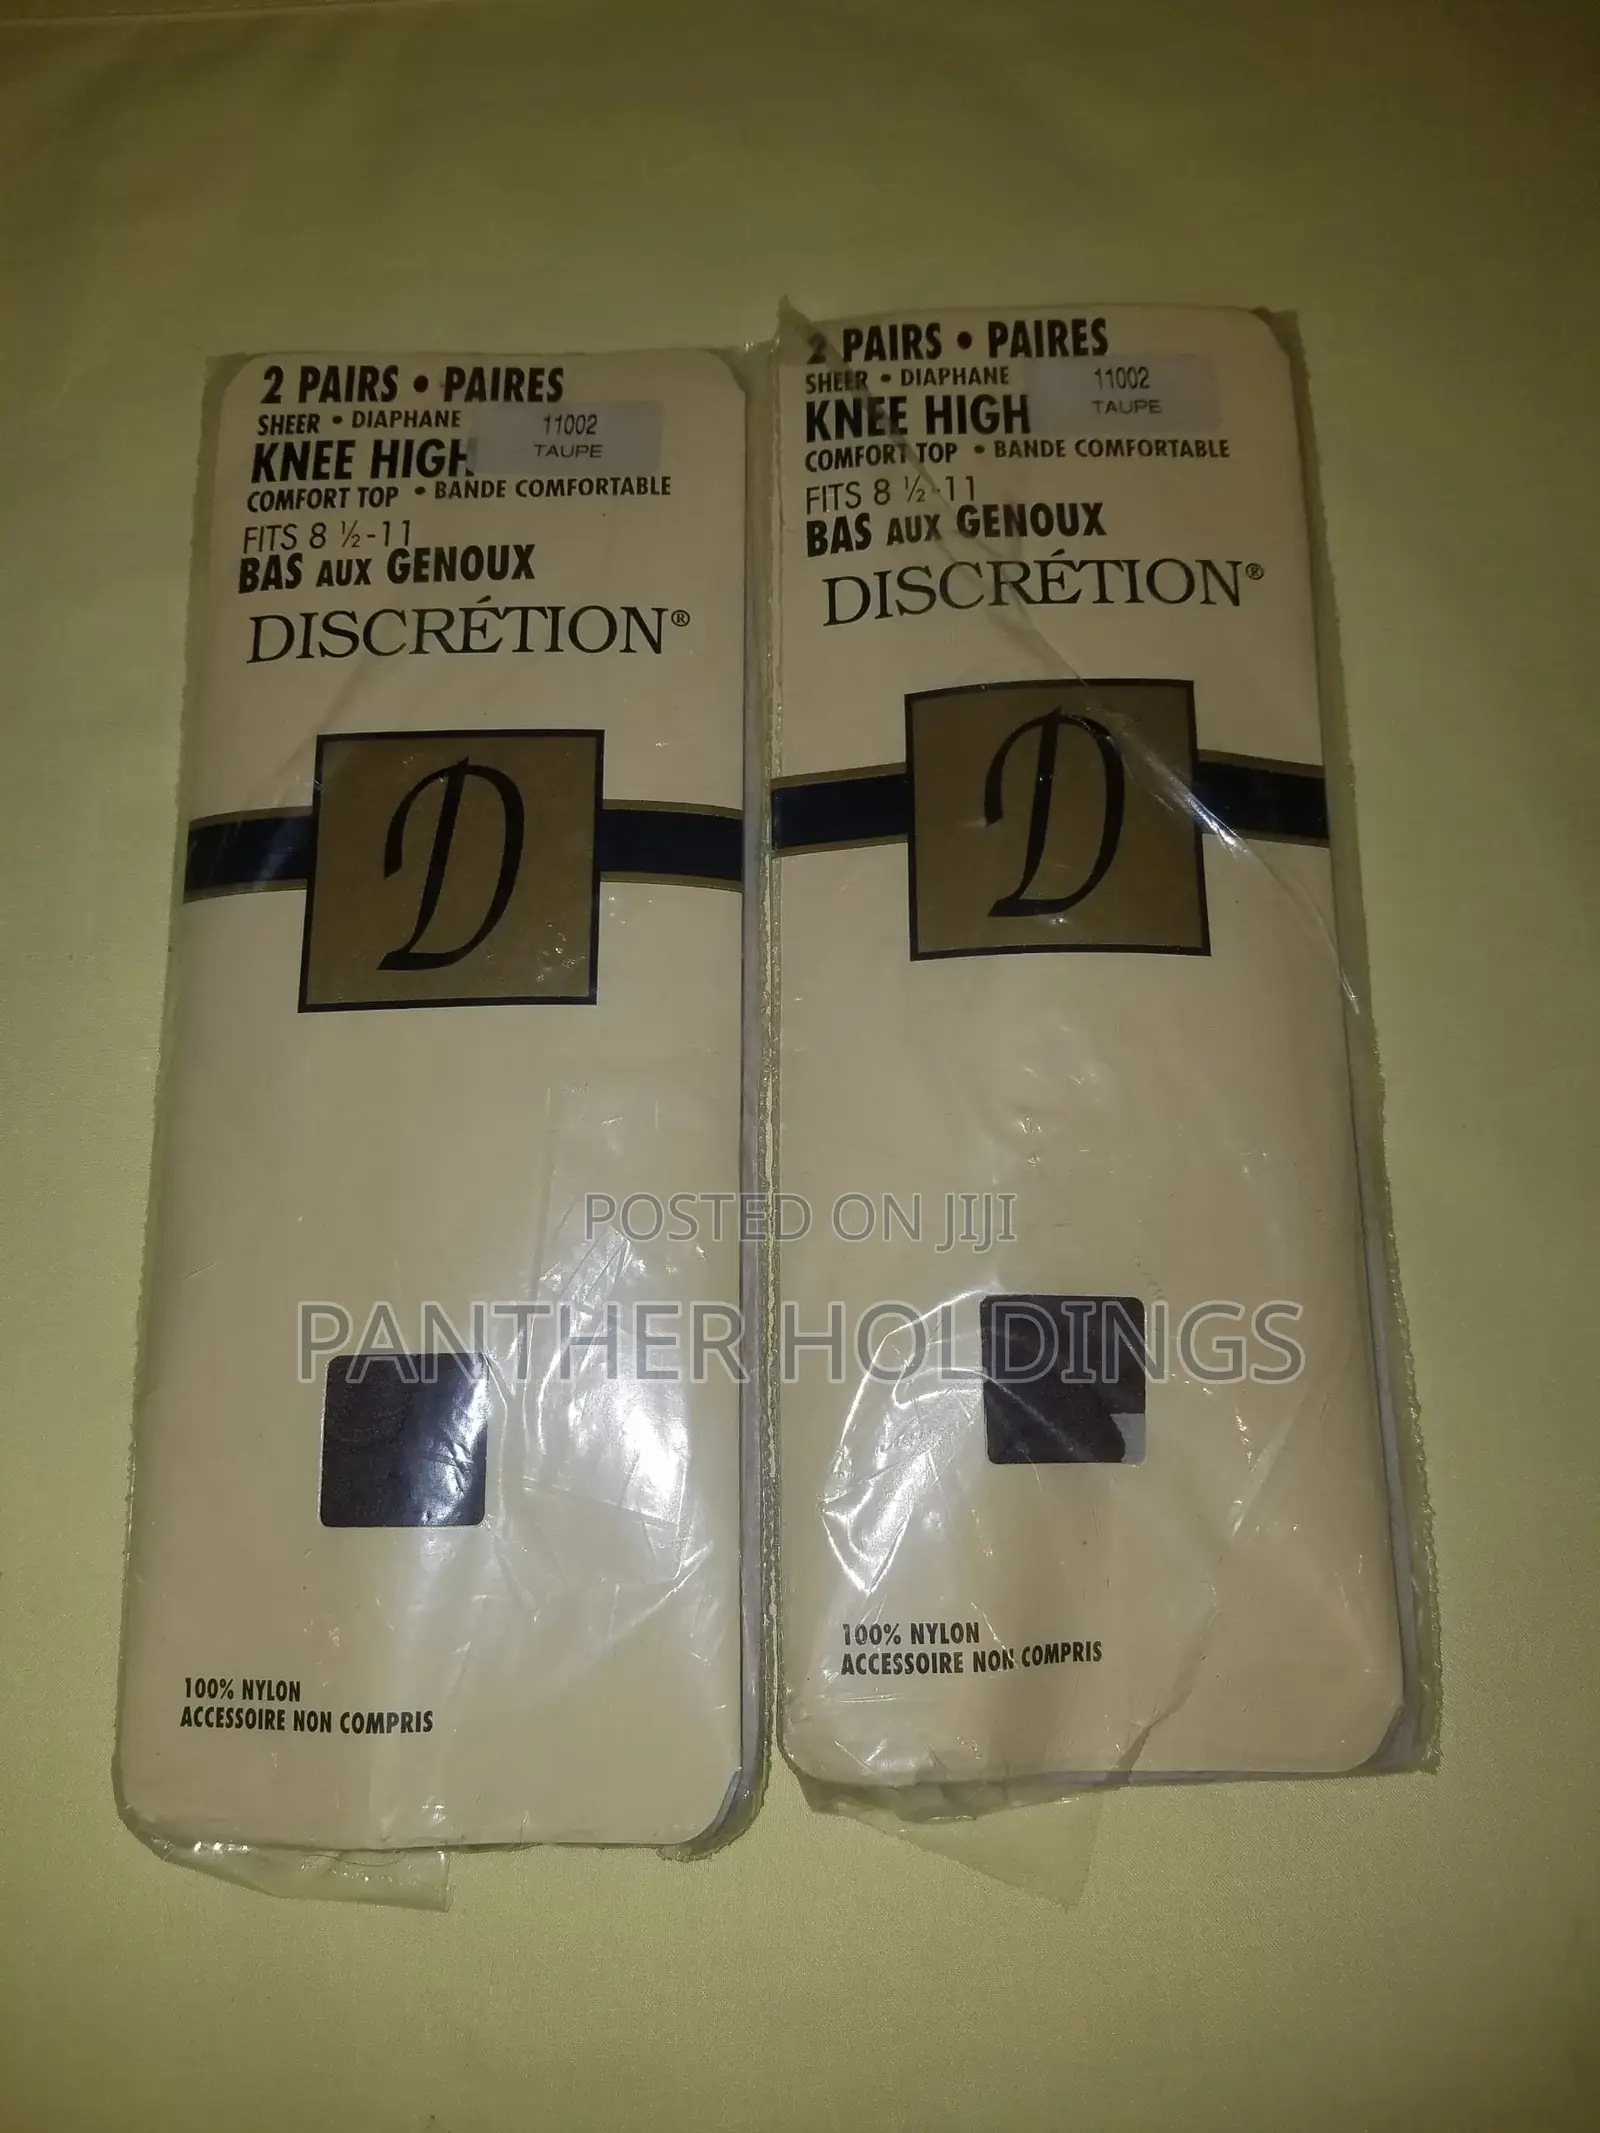 2 PAIRS • PAIRES
SHEER • DIAPHANE
11002
KNEE HIGH
TAUPE
COMFORT TOP • BANDE COMFORTABLE
FITS 8 ½-11
BAS AUX GENOUX
DISCRÉTION®
D
100% NYLON
ACCESSOIRE NON COMPRIS
2 PAIRS • PAIRES
SHEER • DIAPHANE
11002
KNEE HIGH
TAUPE
COMFORT TOP • BANDE COMFORTABLE
FITS 8 ½-11
BAS AUX GENOUX
DISCRÉTION®
D
100% NYLON
ACCESSOIRE NON COMPRIS
POSTED ON JIJI
PANTHER HOLDINGS